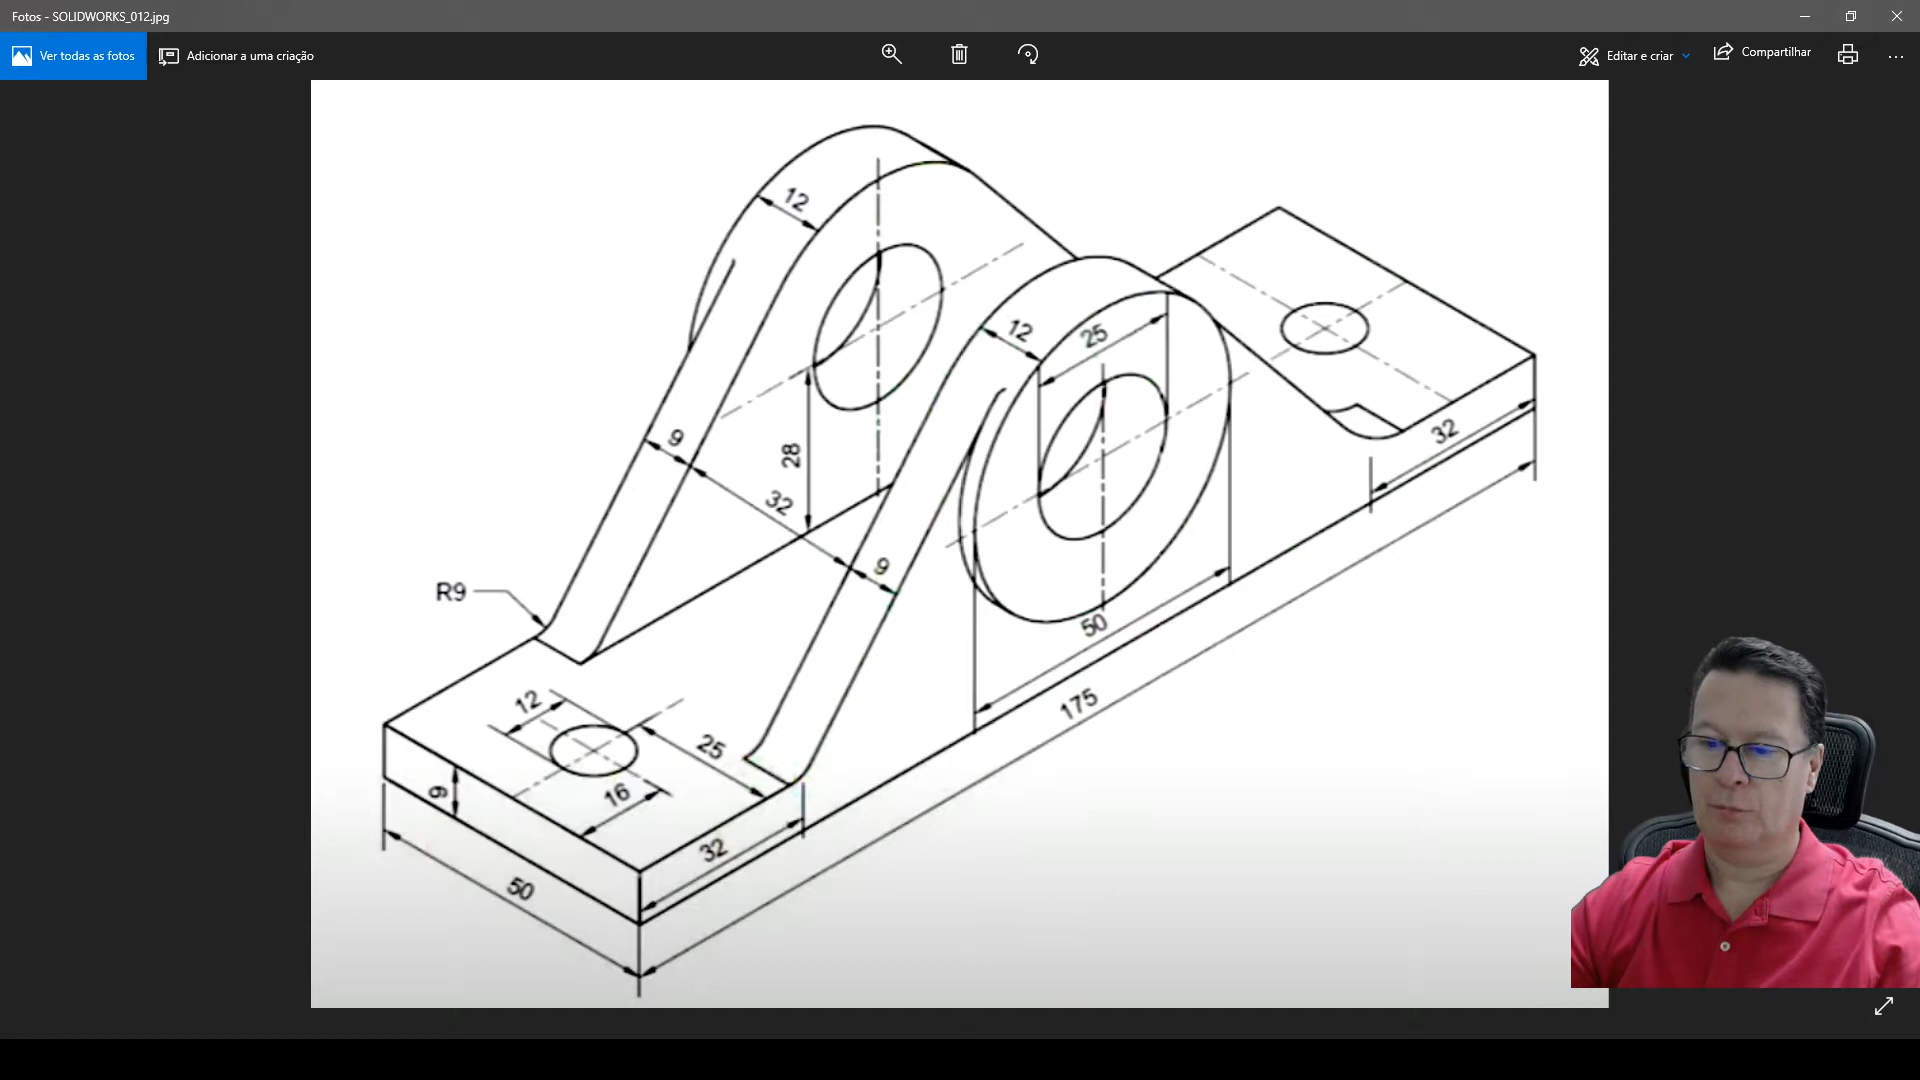 Fotos - SOLIDWORKS_012.jpg
Ver todas as fotos
Adicionar a uma criação
Editar e criar
Compartilhar
12
12
25
9
28
32
9
32
R9
50
175
12
25
16
9
32
50